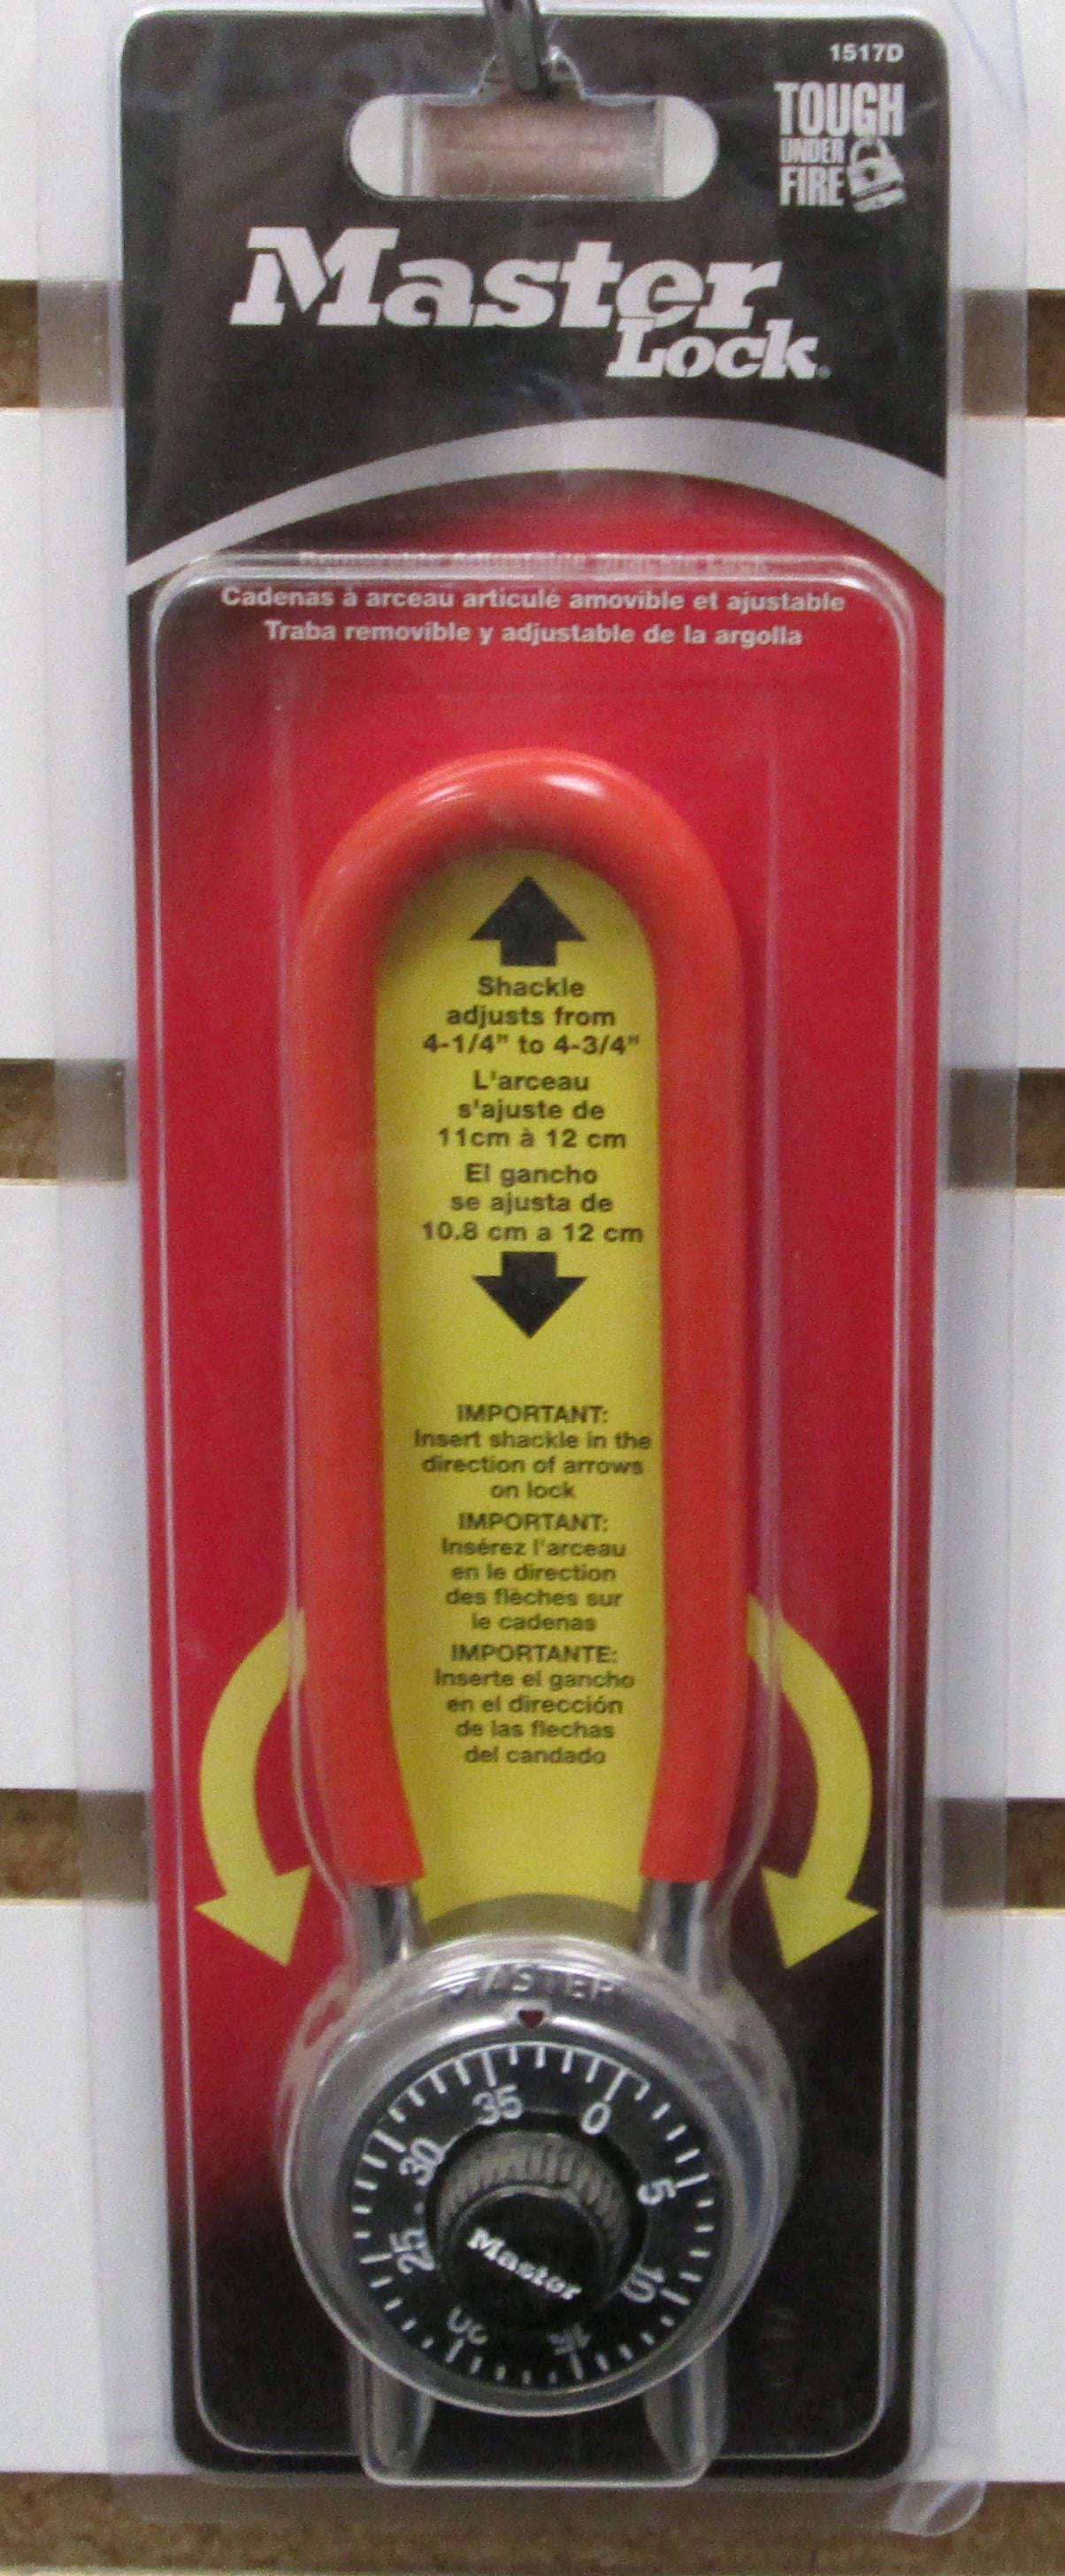 1517D
TOUGH
UNDER
FIRE
Master
Lock
Cadenas à arceau articulé amovible et ajustable
Traba removible y adjustable de la argolla
Shackle
adjusts from
4-1/4" to 4-3/4"
L'arceau
s'ajuste de
11cm à 12 cm
El gancho
se ajusta de
10.8 cm a 12 cm
IMPORTANT:
Insert shackle in the
direction of arrows
on lock
IMPORTANT:
Insérez l'arceau
en le direction
des flèches sur
le cadenas
IMPORTANTE:
Inserte el gancho
en el dirección
de las flechas
del candado
MASTER
35 0
30 5
25 10
20 15
Master